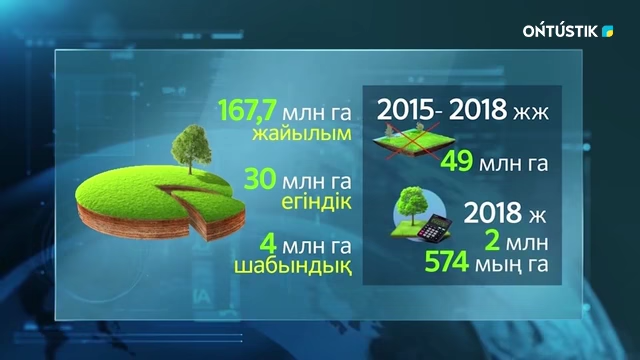 OŃTÚSTIK
167,7 млн га
жайылым
30 млн га
егіндік
4 млн га
шабындық
2015- 2018 жж
49 млн га
2018 ж
2 млн
574 мың га